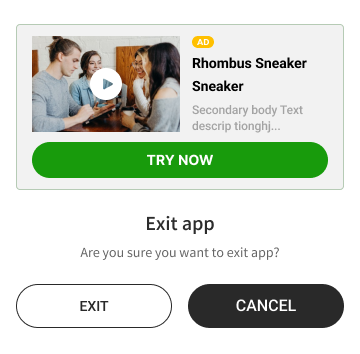 AD
Rhombus Sneaker
Sneaker
Secondary body Text
descrip tionghj...
TRY NOW
Exit app
Are you sure you want to exit app?
EXIT
CANCEL